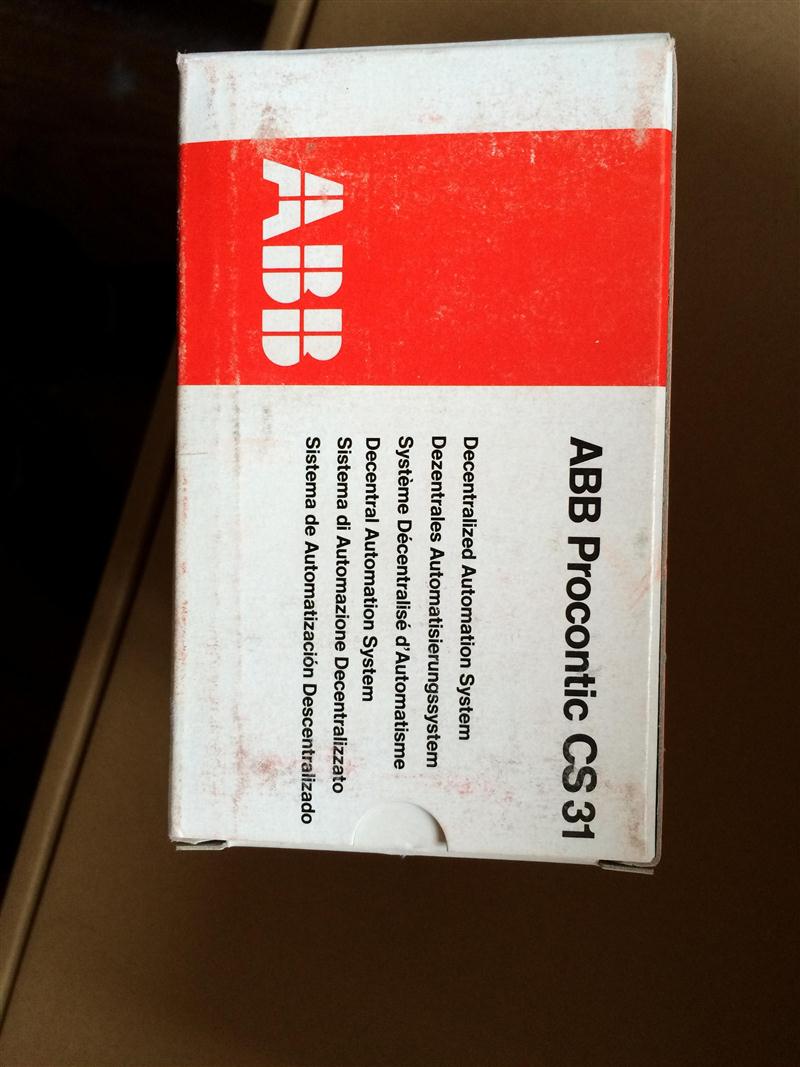 ABB Procontic CS 31
Decentralized Automation System
Dezentrales Automatisierungssystem
Système Décentralisé d'Automatisme
Decentral Automation System
Sistema di Automazione Decentralizzato
Sistema de Automatización Descentralizado
ABB